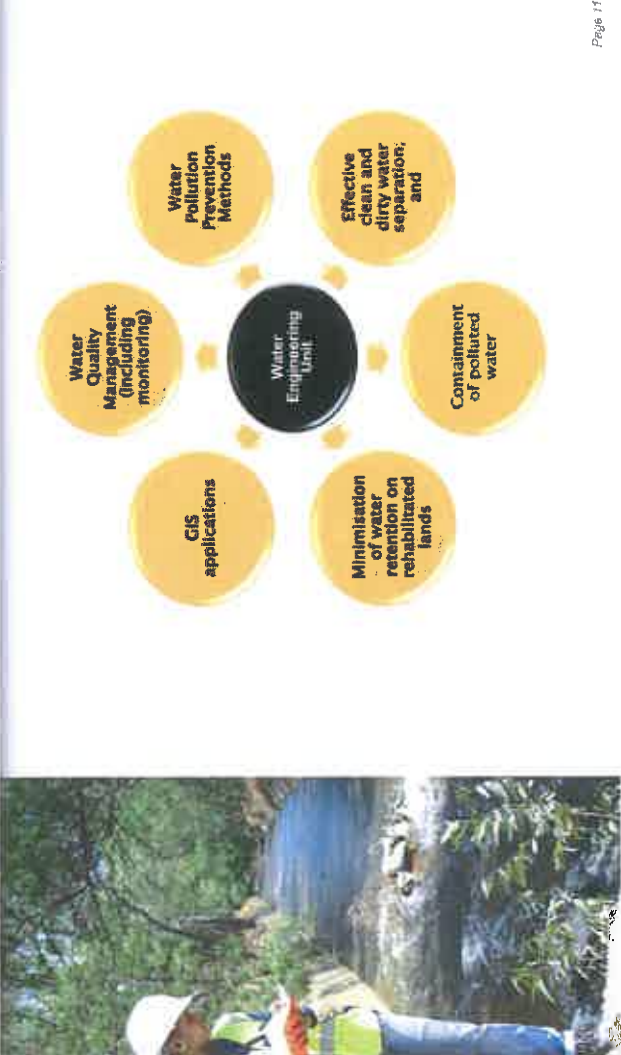 Water
Quality
Management
(including
monitoring)
Water
Pollution
Prevention
Methods
Effective
clean and
dirty water
separation;
and
Containment
of polluted
water
Minimisation
of water
retention on
rehabilitated
lands
GIS
applications
Water
Engineering
Unit
Page 11